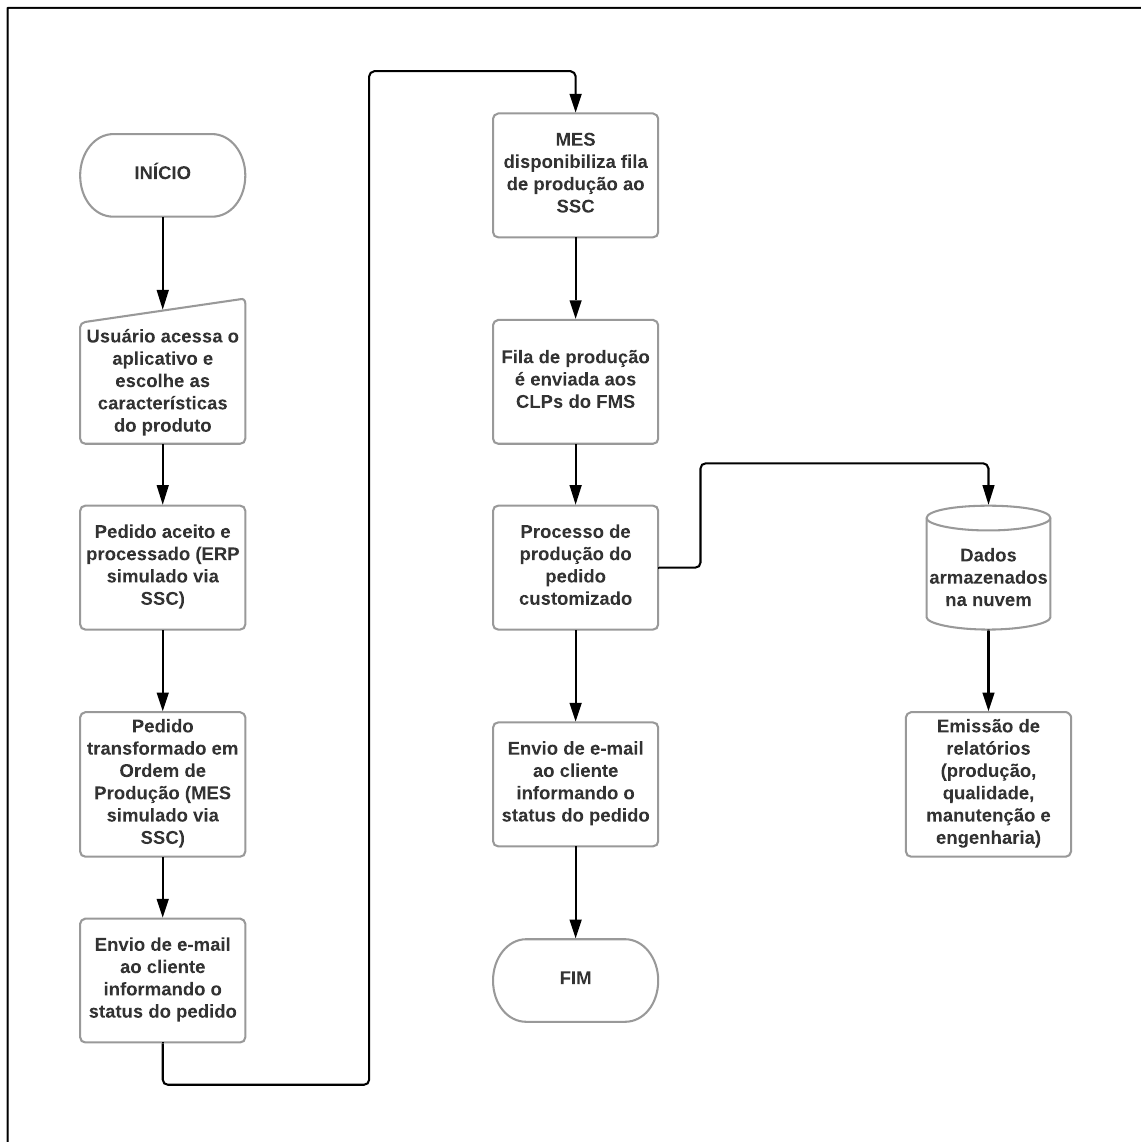 INÍCIO
Usuário acessa o
aplicativo e
escolhe as
características
do produto
Pedido aceito e
processado (ERP
simulado via
SSC)
Pedido
transformado em
Ordem de
Produção (MES
simulado via
SSC)
Envio de e-mail
ao cliente
informando o
status do pedido
MES
disponibiliza fila
de produção ao
SSC
Fila de produção
é enviada aos
CLPs do FMS
Processo de
produção do
pedido
customizado
Envio de e-mail
ao cliente
informando o
status do pedido
FIM
Dados
armazenados
na nuvem
Emissão de
relatórios
(produção,
qualidade,
manutenção e
engenharia)